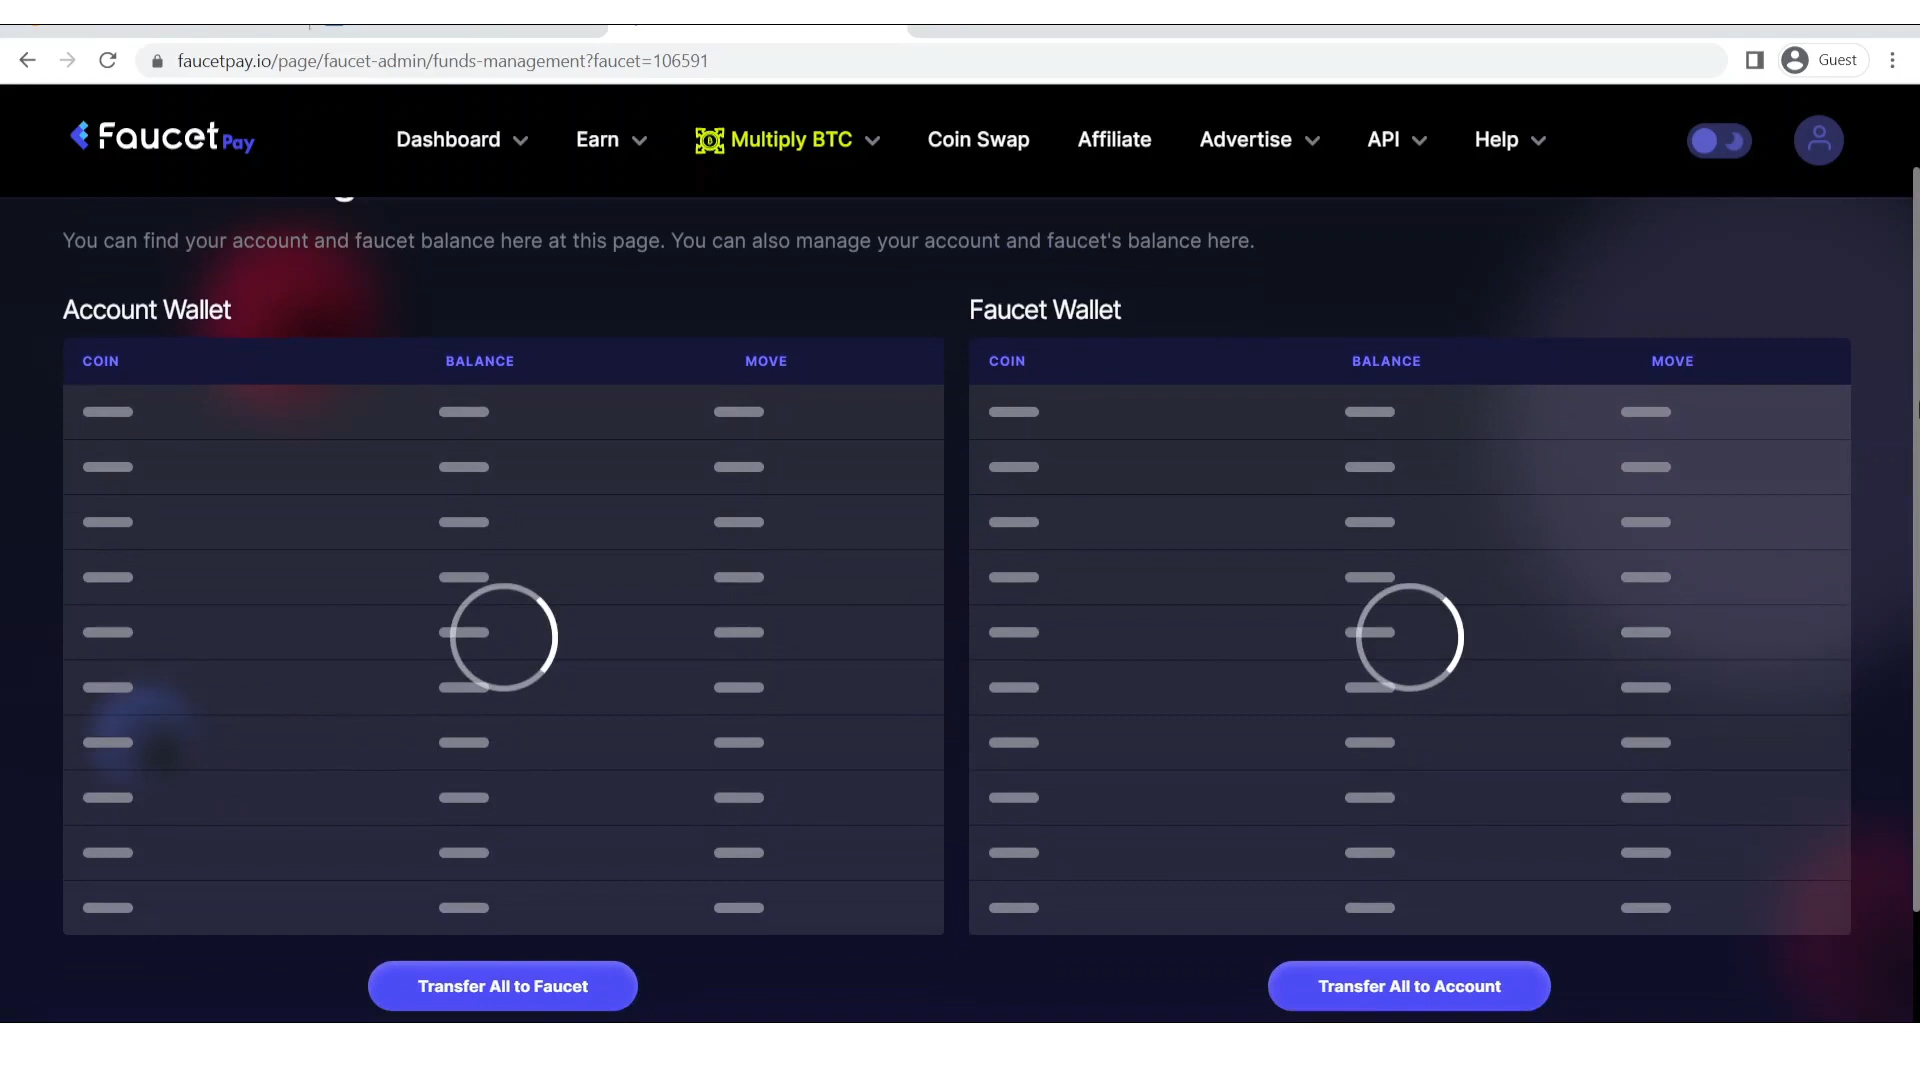 faucetpay.io/page/faucet-admin/funds-management?faucet=106591
Guest
Faucet Pay
Dashboard
Earn
Multiply BTC
Coin Swap
Affiliate
Advertise
API
Help
You can find your account and faucet balance here at this page. You can also manage your account and faucet's balance here.
Account Wallet
Faucet Wallet
COIN BALANCE MOVE
COIN BALANCE MOVE
Transfer All to Faucet
Transfer All to Account